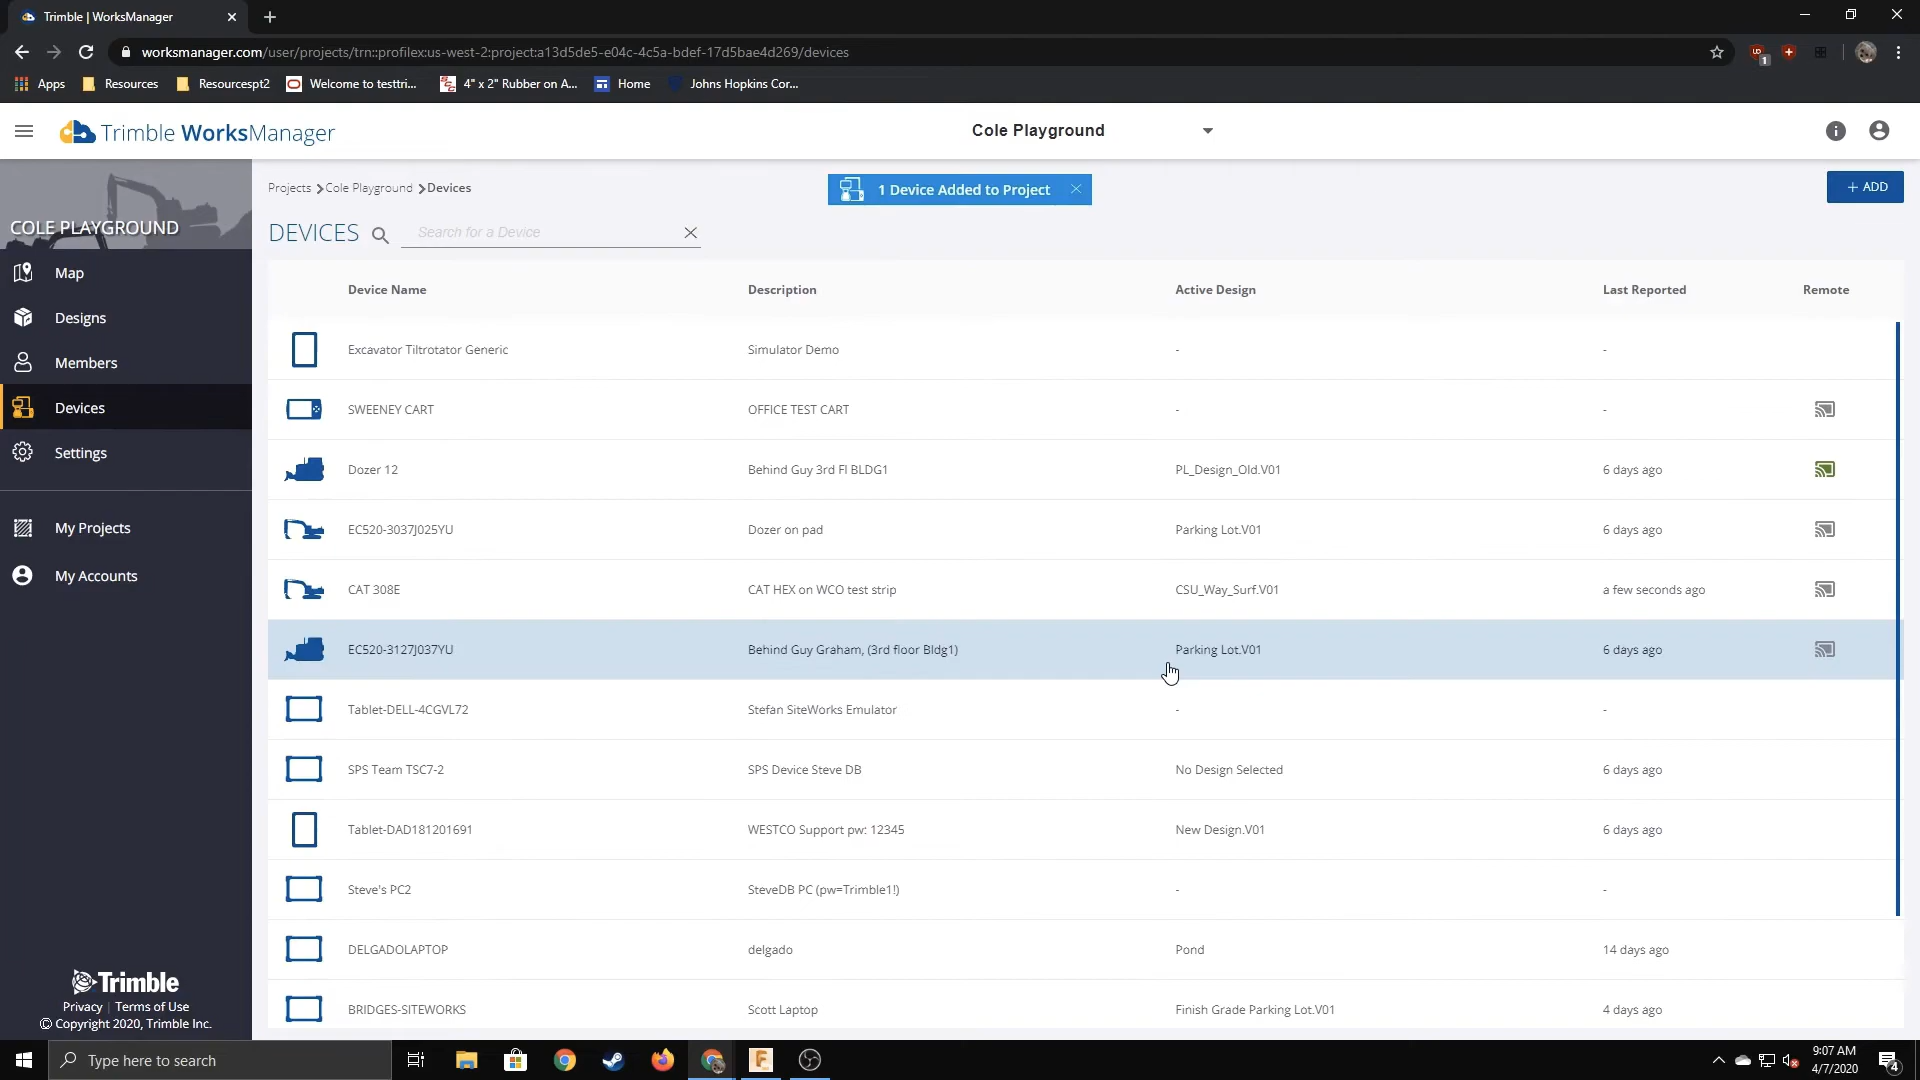 Trimble | WorksManager
worksmanager.com/user/projects/trn::profilex:us-west-2:project:a13d5de5-e04c-4c5a-bdef-17d5bae4d269/devices
1
Apps Resources Resourcespt2 Welcome to testtri... 4" x 2" Rubber on A... Home Johns Hopkins Cor...
Trimble WorksManager
Cole Playground
COLE PLAYGROUND
Map
Designs
Members
Devices
Settings
My Projects
My Accounts
Trimble
Privacy | Terms of Use
© Copyright 2020, Trimble Inc.
Projects > Cole Playground > Devices
1 Device Added to Project
+ ADD
DEVICES
Search for a Device
Device Name Description Active Design Last Reported Remote
Excavator Tiltrotator Generic Simulator Demo - -
SWEENEY CART OFFICE TEST CART - -
Dozer 12 Behind Guy 3rd Fl BLDG1 PL_Design_Old.V01 6 days ago
EC520-3037J025YU Dozer on pad Parking Lot.V01 6 days ago
CAT 308E CAT HEX on WCO test strip CSU_Way_Surf.V01 a few seconds ago
EC520-3127J037YU Behind Guy Graham, (3rd floor Bldg1) Parking Lot.V01 6 days ago
Tablet-DELL-4CGVL72 Stefan SiteWorks Emulator - -
SPS Team TSC7-2 SPS Device Steve DB No Design Selected 6 days ago
Tablet-DAD181201691 WESTCO Support pw: 12345 New Design.V01 6 days ago
Steve's PC2 SteveDB PC (pw=Trimble1!) - -
DELGADOLAPTOP delgado Pond 14 days ago
BRIDGES-SITEWORKS Scott Laptop Finish Grade Parking Lot.V01 4 days ago
Type here to search
9:07 AM
4/7/2020
4